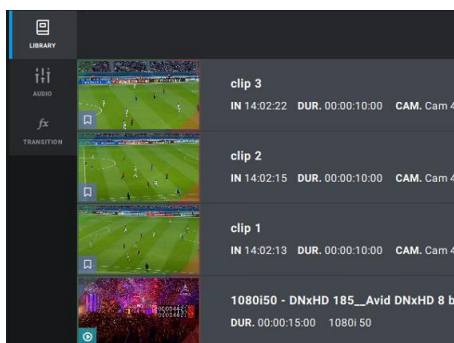 LIBRARY
AUDIO
fx
TRANSITION
clip 3
IN 14:02:22 DUR. 00:00:10:00 CAM. Cam 4
clip 2
IN 14:02:15 DUR. 00:00:10:00 CAM. Cam 4
clip 1
IN 14:02:13 DUR. 00:00:10:00 CAM. Cam 4
1080i50 - DNxHD 185__Avid DNxHD 8 b
DUR. 00:00:15:00 1080i 50